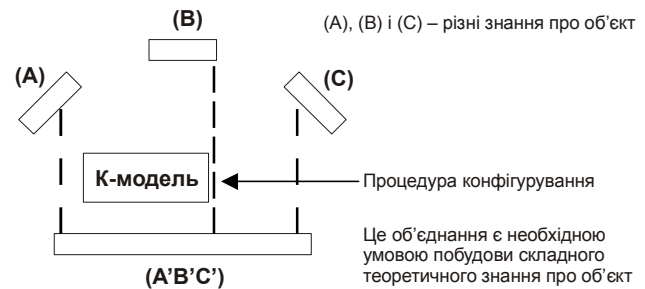 (B)
(A), (B) і (C) – різні знання про об’єкт
(A)
(C)
К-модель
Процедура конфігурування
Це об’єднання є необхідною
умовою побудови складного
теоретичного знання про об’єкт
(A’B’C’)